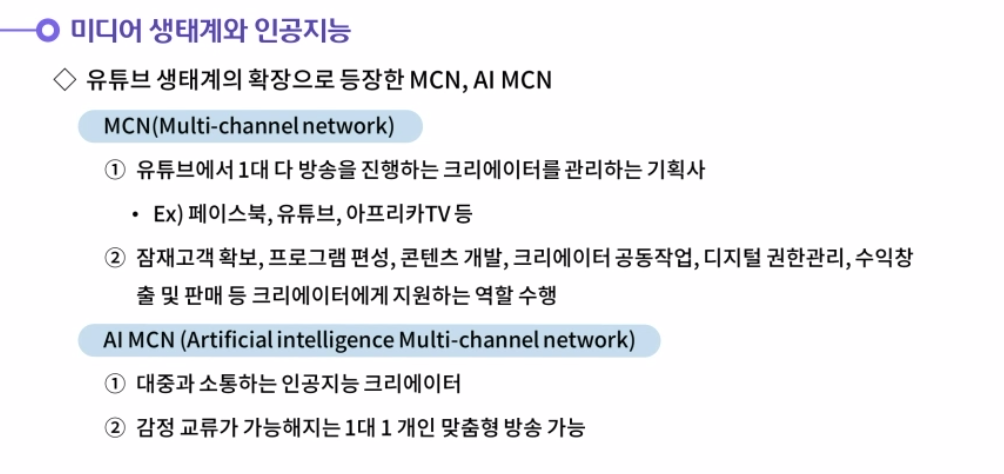 미디어 생태계와 인공지능
◇ 유튜브 생태계의 확장으로 등장한 MCN, AI MCN
MCN(Multi-channel network)
① 유튜브에서 1대 다 방송을 진행하는 크리에이터를 관리하는 기획사
• Ex) 페이스북, 유튜브, 아프리카TV 등
② 잠재고객 확보, 프로그램 편성, 콘텐츠 개발, 크리에이터 공동작업, 디지털 권한관리, 수익창
출 및 판매 등 크리에이터에게 지원하는 역할 수행
AI MCN (Artificial intelligence Multi-channel network)
① 대중과 소통하는 인공지능 크리에이터
② 감정 교류가 가능해지는 1대 1 개인 맞춤형 방송 가능